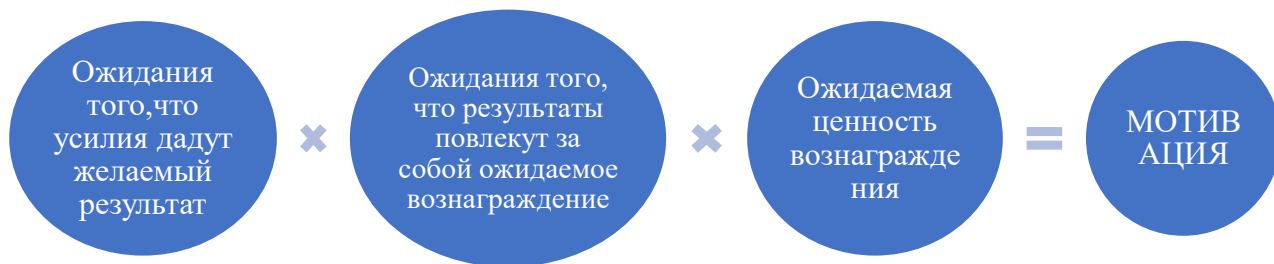 Ожидания
того,что
усилия дадут
желаемый
результат
Ожидания того,
что результаты
повлекут за
собой ожидаемое
вознаграждение
Ожидаемая
ценность
вознагражде
ния
МОТИВ
АЦИЯ